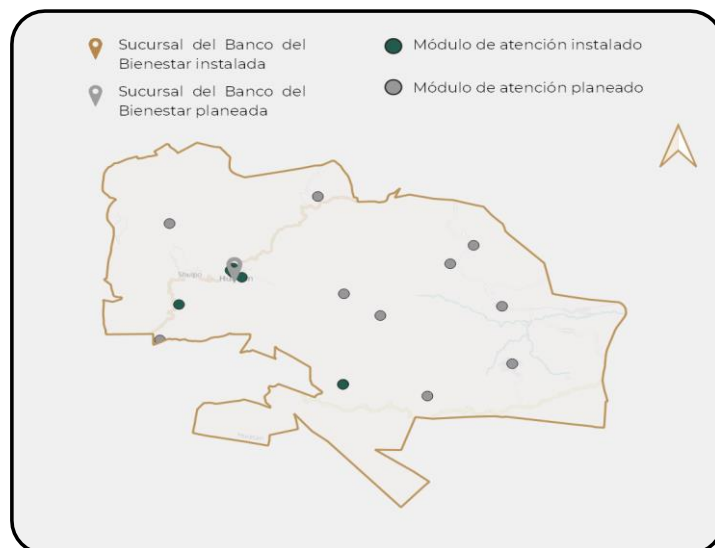 Sucursal del Banco del
Bienestar instalada
Sucursal del Banco del
Bienestar planeada
Módulo de atención instalado
Módulo de atención planeado